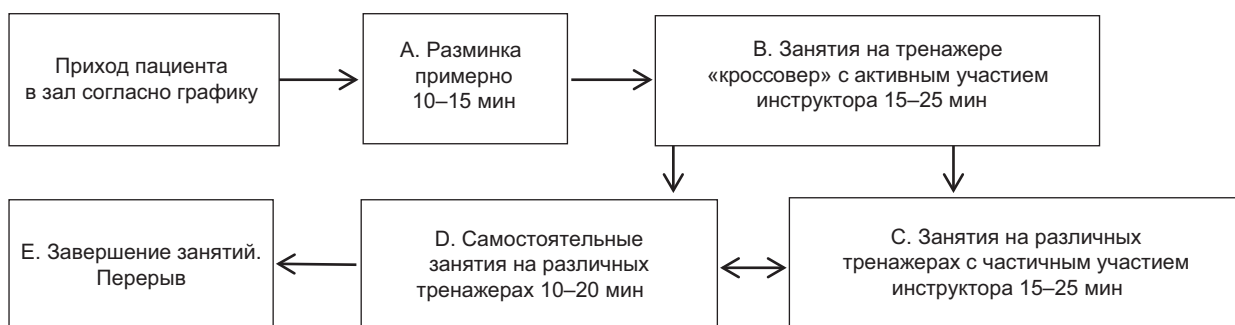 Приход пациента
в зал согласно графику
A. Разминка
примерно
10–15 мин
B. Занятия на тренажере
«кроссовер» с активным участием
инструктора 15–25 мин
E. Завершение занятий.
Перерыв
D. Самостоятельные
занятия на различных
тренажерах 10–20 мин
C. Занятия на различных
тренажерах с частичным участием
инструктора 15–25 мин